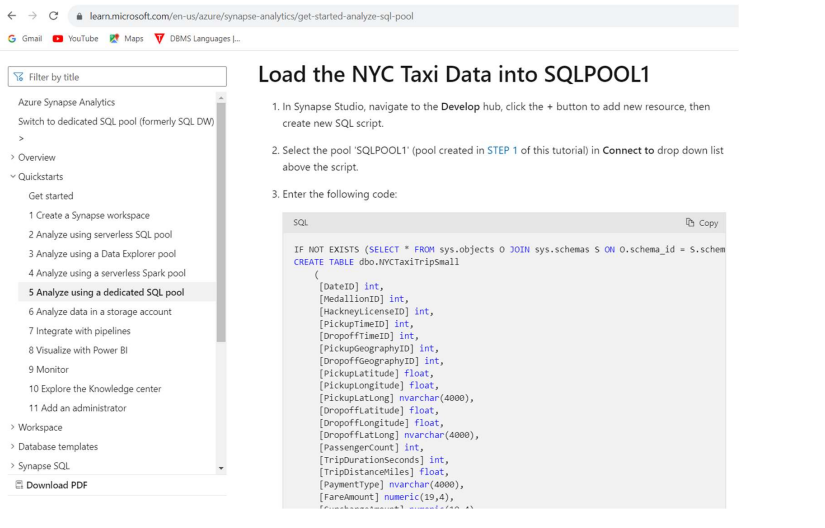 learn.microsoft.com/en-us/azure/synapse-analytics/get-started-analyze-sql-pool
Gmail YouTube Maps DBMS Languages |...
Filter by title
Azure Synapse Analytics
Switch to dedicated SQL pool (formerly SQL DW)
>
> Overview
Quickstarts
Get started
1 Create a Synapse workspace
2 Analyze using serverless SQL pool
3 Analyze using a Data Explorer pool
4 Analyze using a serverless Spark pool
5 Analyze using a dedicated SQL pool
6 Analyze data in a storage account
7 Integrate with pipelines
8 Visualize with Power BI
9 Monitor
10 Explore the Knowledge center
11 Add an administrator
> Workspace
> Database templates
> Synapse SQL
Download PDF
Load the NYC Taxi Data into SQLPOOL1
1. In Synapse Studio, navigate to the Develop hub, click the + button to add new resource, then
create new SQL script.
2. Select the pool 'SQLPOOL1' (pool created in STEP 1 of this tutorial) in Connect to drop down list
above the script.
3. Enter the following code:
SQL Copy
IF NOT EXISTS (SELECT * FROM sys.objects O JOIN sys.schemas S ON O.schema_id = S.schem
CREATE TABLE dbo.NYCTaxiTripSmall
(
[DateID] int,
[MedallionID] int,
[HackneyLicenseID] int,
[PickupTimeID] int,
[DropoffTimeID] int,
[PickupGeographyID] int,
[DropoffGeographyID] int,
[PickupLatitude] float,
[PickupLongitude] float,
[PickupLatLong] nvarchar(4000),
[DropoffLatitude] float,
[DropoffLongitude] float,
[DropoffLatLong] nvarchar(4000),
[PassengerCount] int,
[TripDurationSeconds] int,
[TripDistanceMiles] float,
[PaymentType] nvarchar(4000),
[FareAmount] numeric(19,4),